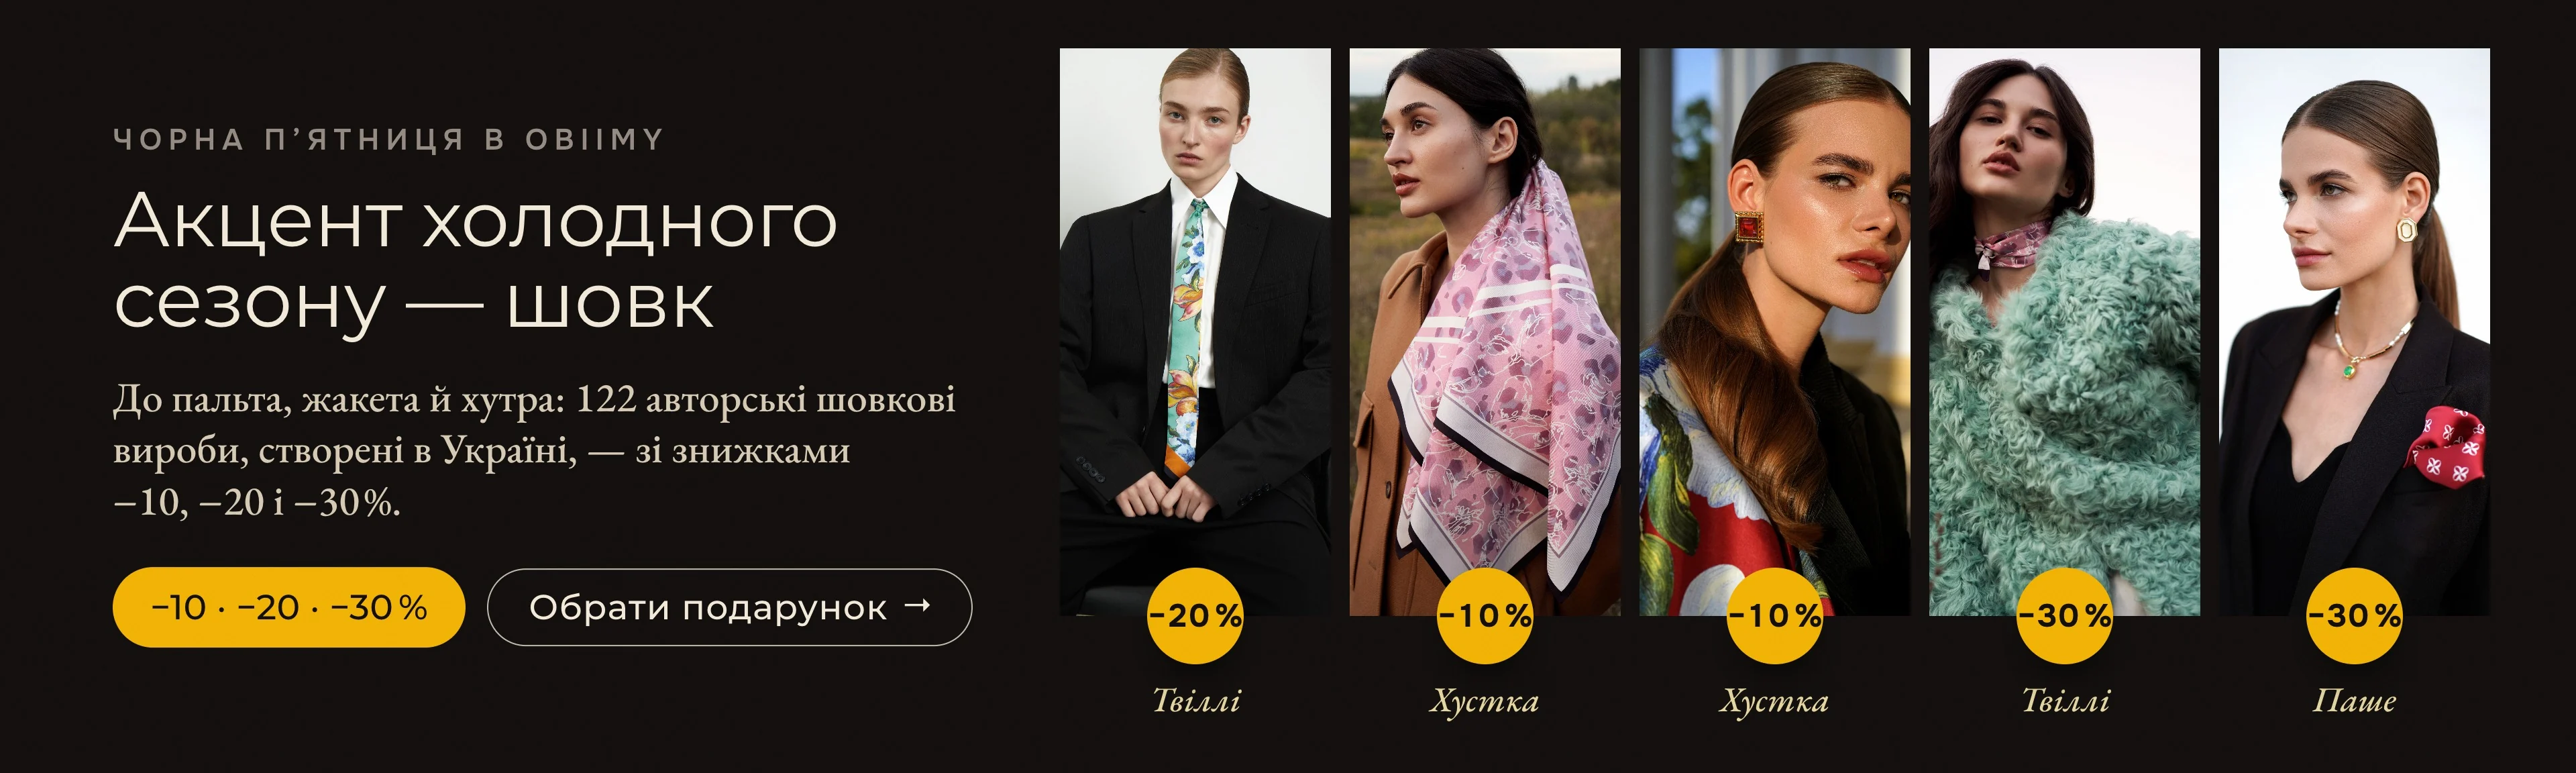 ЧОРНА П’ЯТНИЦЯ В OBIIMY
Акцент холодного
сезону — шовк
До пальта, жакета й хутра: 122 авторські шовкові
вироби, створені в Україні, — зі знижками
−10, −20 і −30%.
−10 · −20 · −30%
Обрати подарунок →
−20%
Твіллі
−10%
Хустка
−10%
Хустка
−30%
Твіллі
−30%
Паше